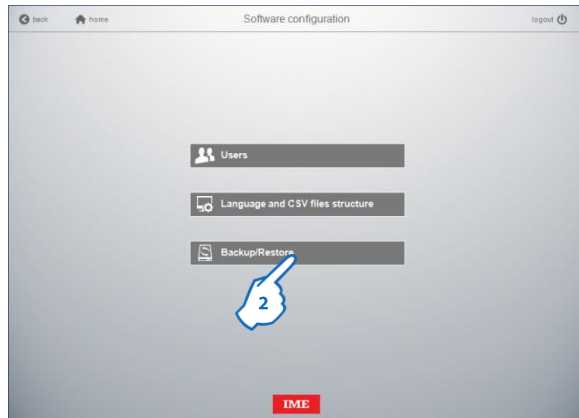 back home Software configuration logout
Users
Language and CSV files structure
Backup/Restore
2
IME